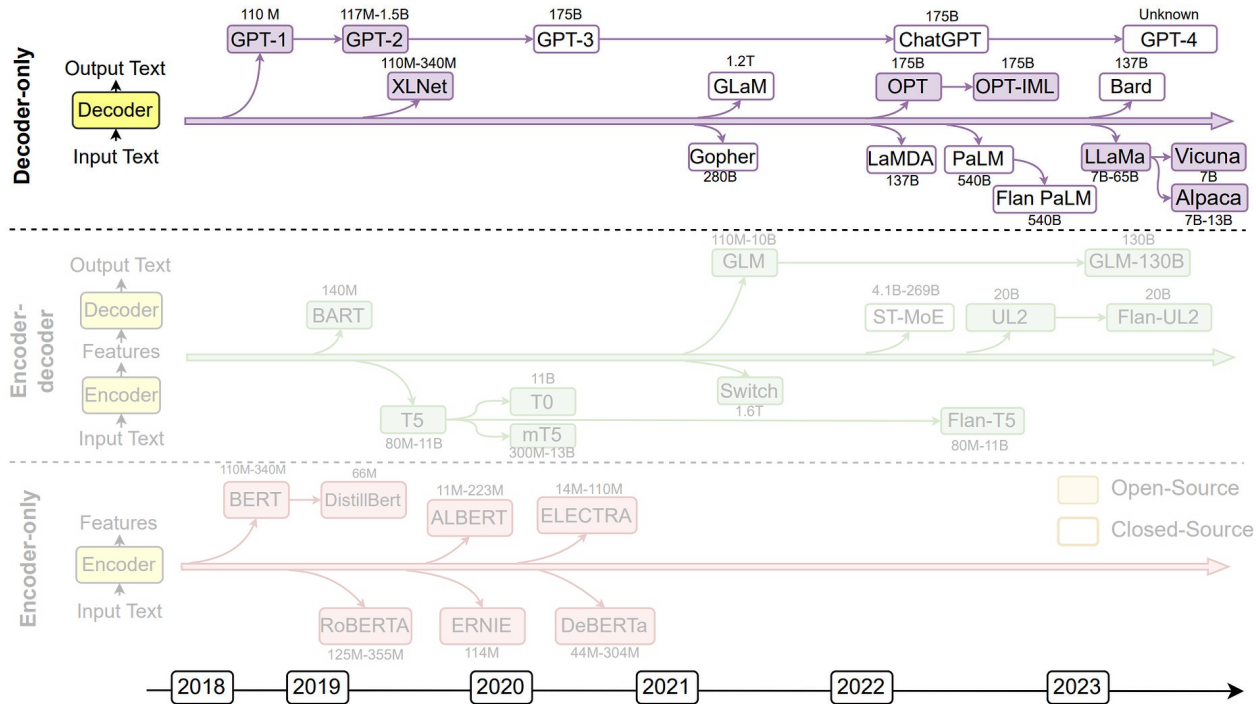 Decoder-only
Output Text
Decoder
Input Text
110 M
GPT-1
117M-1.5B
GPT-2
175B
GPT-3
175B
ChatGPT
Unknown
GPT-4
110M-340M
XLNet
1.2T
GLaM
175B
OPT
175B
OPT-IML
137B
Bard
Gopher
280B
LaMDA
137B
PaLM
540B
Flan PaLM
540B
LLaMa
7B-65B
Vicuna
7B
Alpaca
7B-13B
Encoder-
decoder
Output Text
Decoder
Features
Encoder
Input Text
110M-10B
GLM
130B
GLM-130B
140M
BART
4.1B-269B
ST-MoE
20B
UL2
20B
Flan-UL2
T5
80M-11B
11B
T0
mT5
300M-13B
Switch
1.6T
Flan-T5
80M-11B
Encoder-only
Features
Encoder
Input Text
110M-340M
BERT
66M
DistillBert
11M-223M
ALBERT
14M-110M
ELECTRA
RoBERTA
125M-355M
ERNIE
114M
DeBERTa
44M-304M
Open-Source
Closed-Source
2018
2019
2020
2021
2022
2023